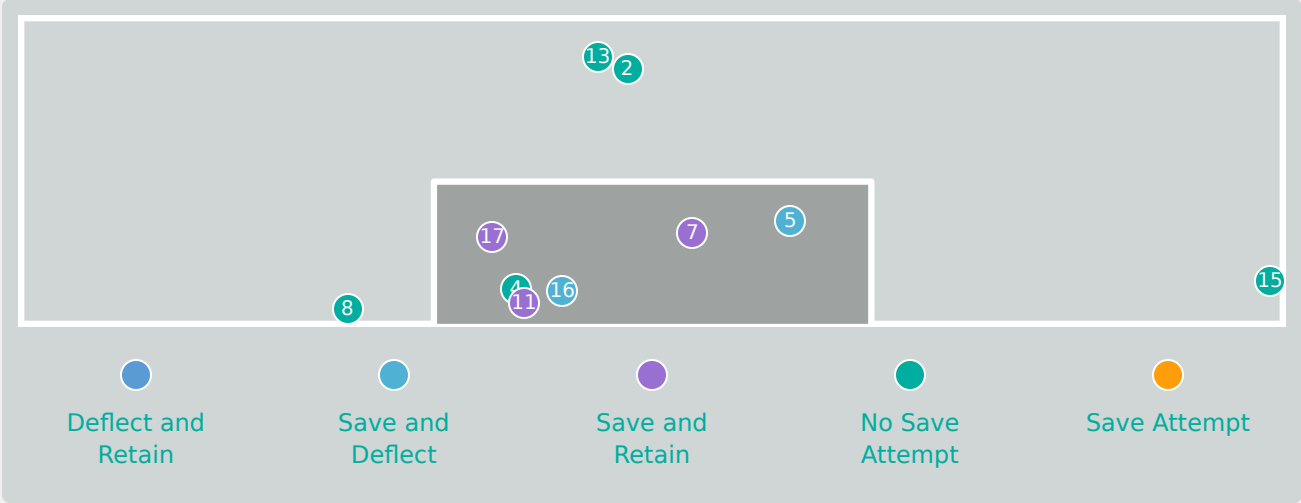 13
2
5
7
17
4
16
11
15
8
Deflect and
Retain
Save and
Deflect
Save and
Retain
No Save
Attempt
Save Attempt